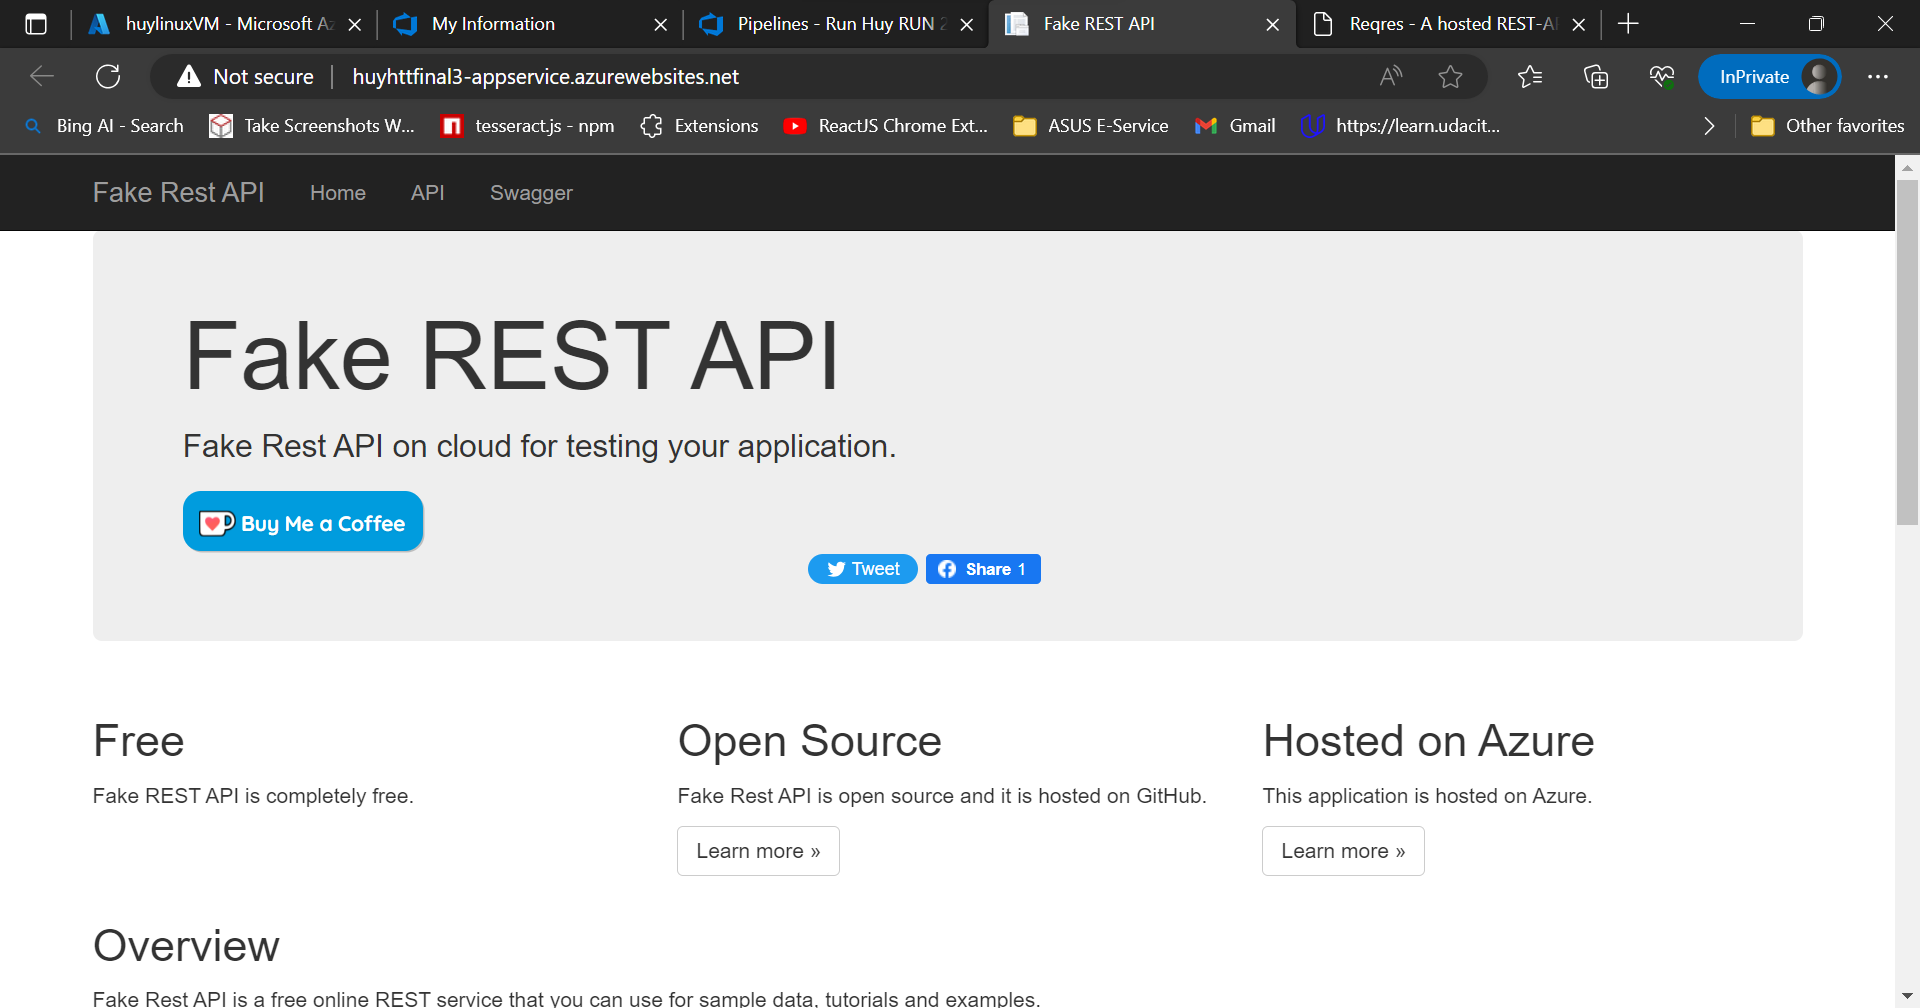 huylinuxVM - Microsoft Az
My Information
Pipelines - Run Huy RUN 2
Fake REST API
Reqres - A hosted REST-AP
Not secure
huyhttfinal3-appservice.azurewebsites.net
InPrivate
Bing AI - Search
Take Screenshots W...
tesseract.js - npm
Extensions
ReactJS Chrome Ext...
ASUS E-Service
Gmail
https://learn.udacit...
Other favorites
Fake Rest API
Home
API
Swagger
Fake REST API
Fake Rest API on cloud for testing your application.
Buy Me a Coffee
Tweet
Share 1
Free
Fake REST API is completely free.
Open Source
Fake Rest API is open source and it is hosted on GitHub.
Learn more »
Hosted on Azure
This application is hosted on Azure.
Learn more »
Overview
Fake Rest API is a free online REST service that you can use for sample data, tutorials and examples.